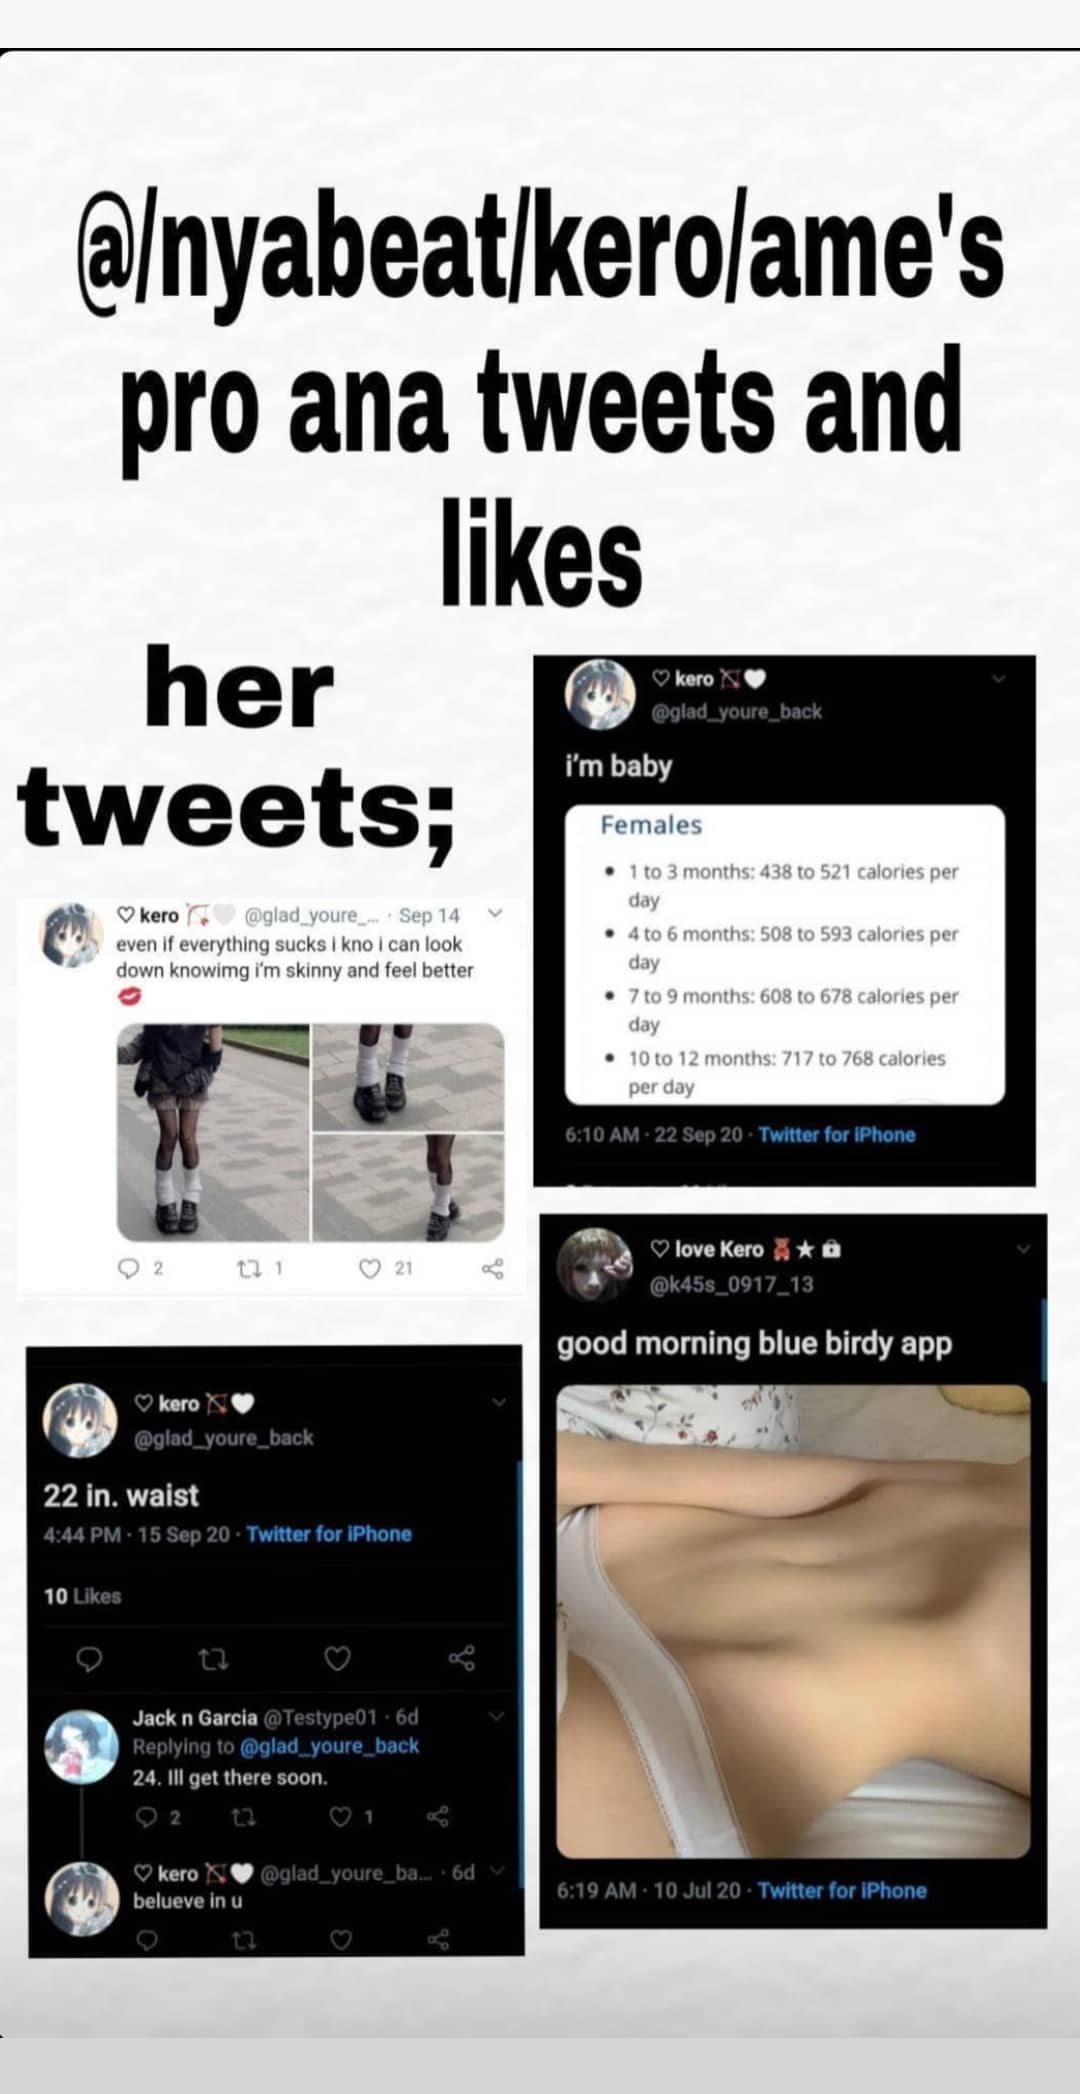 @/nyabeat/kero/ame's
pro ana tweets and
likes
her
tweets;
♡ kero 🏹🤍 @glad_youre_... · Sep 14
even if everything sucks i kno i can look
down knowimg i'm skinny and feel better
💋
2 1 21
♡ kero 🏹🤍
@glad_youre_back
i'm baby
Females
• 1 to 3 months: 438 to 521 calories per
day
• 4 to 6 months: 508 to 593 calories per
day
• 7 to 9 months: 608 to 678 calories per
day
• 10 to 12 months: 717 to 768 calories
per day
6:10 AM · 22 Sep 20 · Twitter for iPhone
♡ kero 🏹🤍
@glad_youre_back
22 in. waist
4:44 PM · 15 Sep 20 · Twitter for iPhone
10 Likes
Jack n Garcia @Testype01 · 6d
Replying to @glad_youre_back
24. Ill get there soon.
2 1
♡ kero 🏹🤍 @glad_youre_ba... · 6d
belueve in u
♡ love Kero 🧸★
@k45s_0917_13
good morning blue birdy app
6:19 AM · 10 Jul 20 · Twitter for iPhone